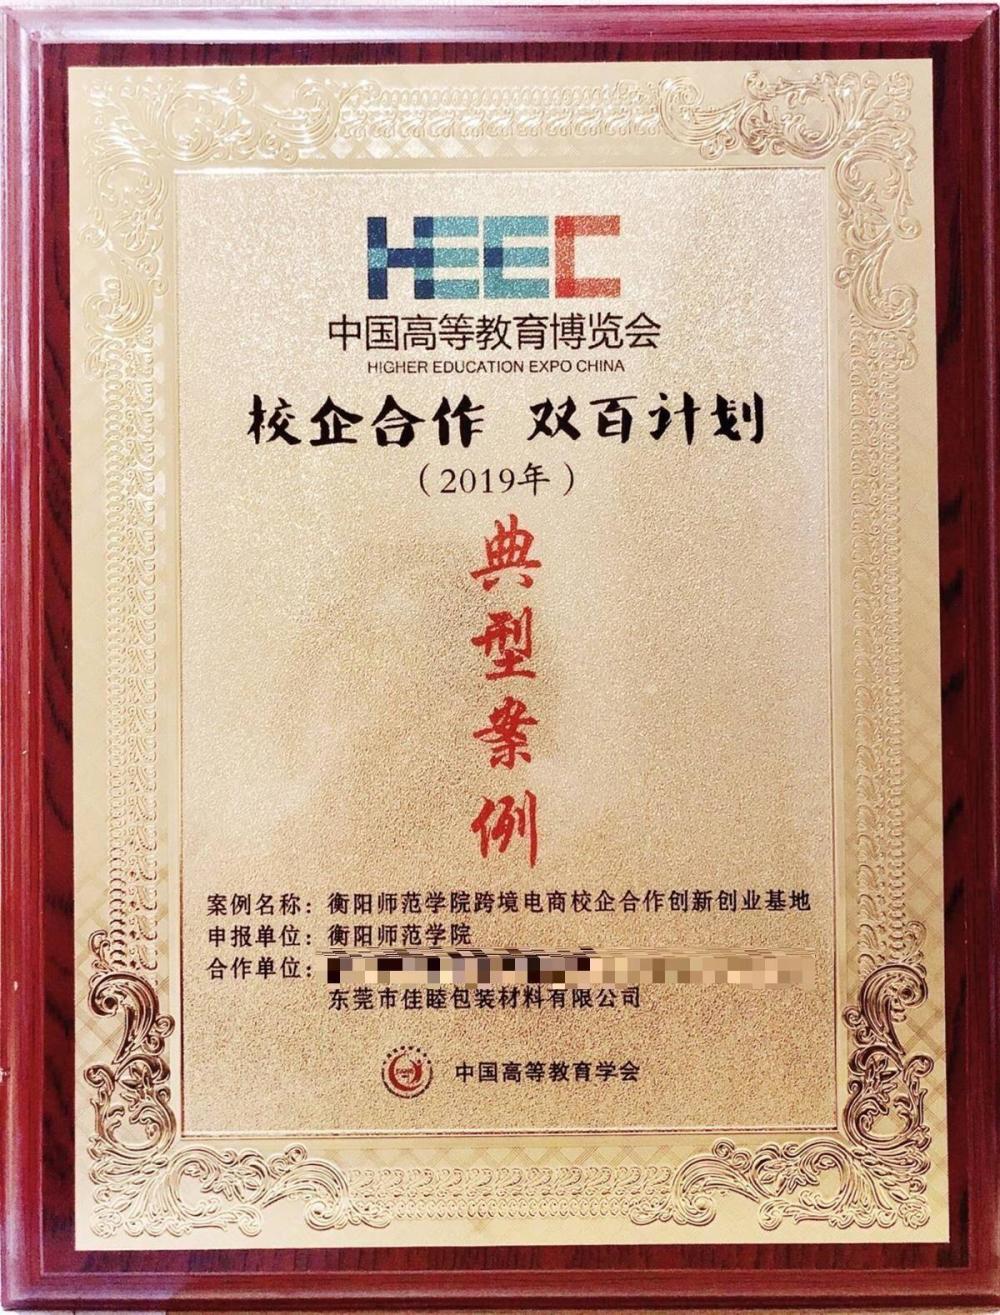 HEEC
中国高等教育博览会
HIGHER EDUCATION EXPO CHINA
校企合作 双百计划
（2019年）
典型案例
案例名称：衡阳师范学院跨境电商校企合作创新创业基地
申报单位：衡阳师范学院
合作单位：
东莞市佳睦包装材料有限公司
中国高等教育学会